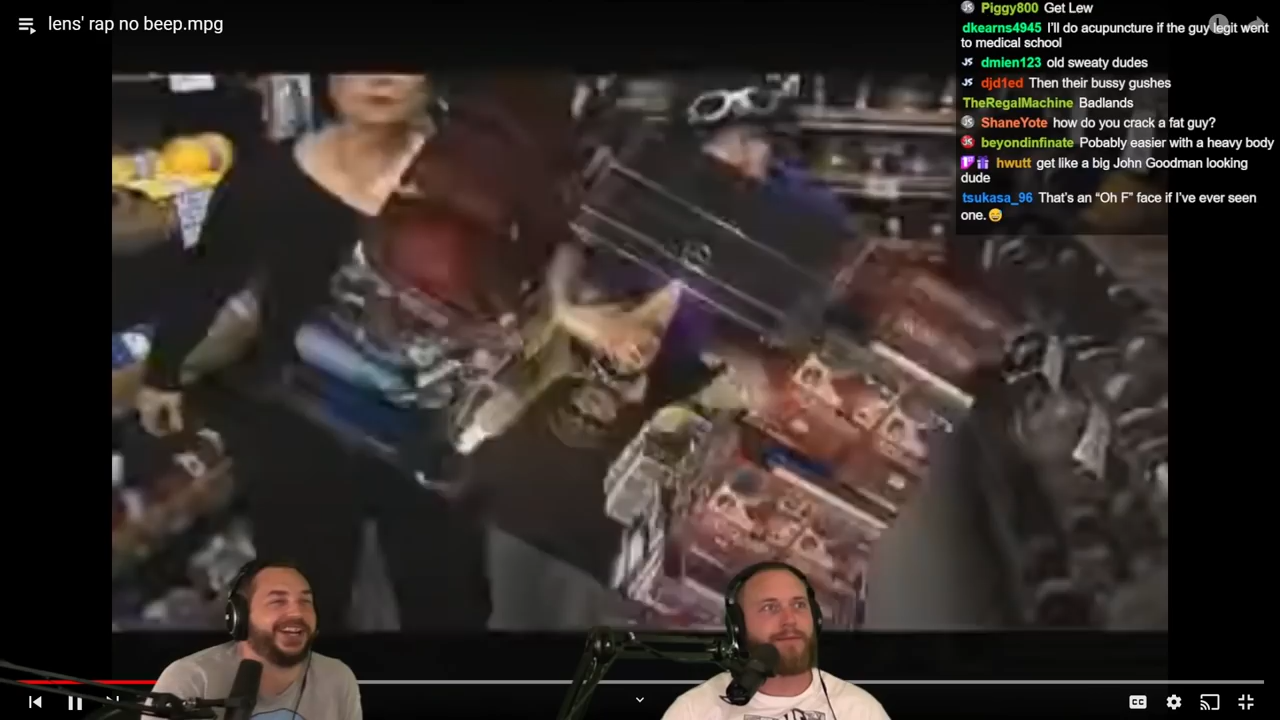 lens' rap no beep.mpg
Piggy800 Get Lew
dkearns4945 I'll do acupuncture if the guy legit went
to medical school
dmien123 old sweaty dudes
djd1ed Then their bussy gushes
TheRegalMachine Badlands
ShaneYote how do you crack a fat guy?
beyondinfinate Pobably easier with a heavy body
hwutt get like a big John Goodman looking
dude
tsukasa_96 That's an “Oh F” face if I've ever seen
one.😅
CC